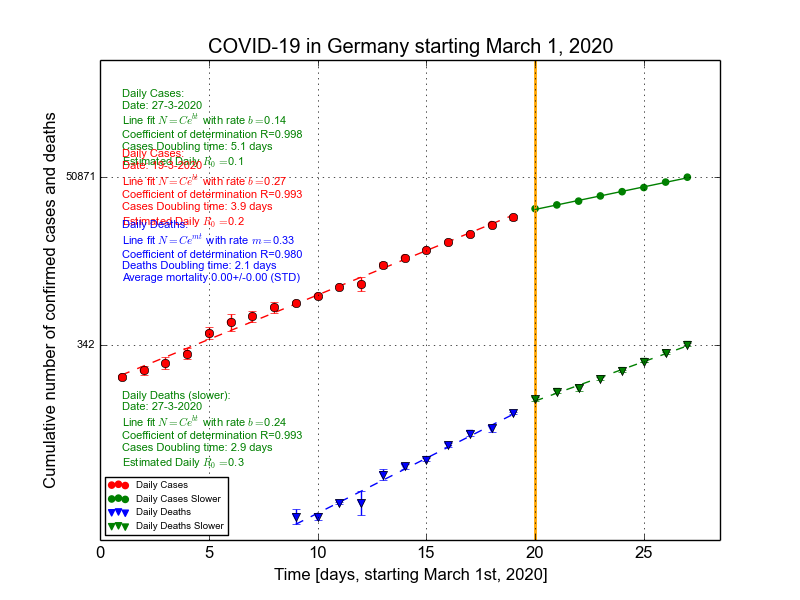 COVID-19 in Germany starting March 1, 2020
Cumulative number of confirmed cases and deaths
Daily Cases:
Date: 27-3-2020
Line fit N=Ce^{bt} with rate b=0.14
Coefficient of determination R=0.998
Cases Doubling time: 5.1 days
Estimated Daily R_0=0.1
Daily Cases:
Date: 19-3-2020
Line fit N=Ce^{bt} with rate b=0.27
Coefficient of determination R=0.993
Cases Doubling time: 3.9 days
Estimated Daily R_0=0.2
Daily Deaths:
Line fit N=Ce^{mt} with rate m=0.33
Coefficient of determination R=0.980
Deaths Doubling time: 2.1 days
Average mortality 0.00+/-0.00 (STD)
50871
342
Daily Deaths (slower):
Date: 27-3-2020
Line fit N=Ce^{bt} with rate b=0.24
Coefficient of determination R=0.993
Cases Doubling time: 2.9 days
Estimated Daily R_0=0.3
Daily Cases
Daily Cases Slower
Daily Deaths
Daily Deaths Slower
0 5 10 15 20 25
Time [days, starting March 1st, 2020]